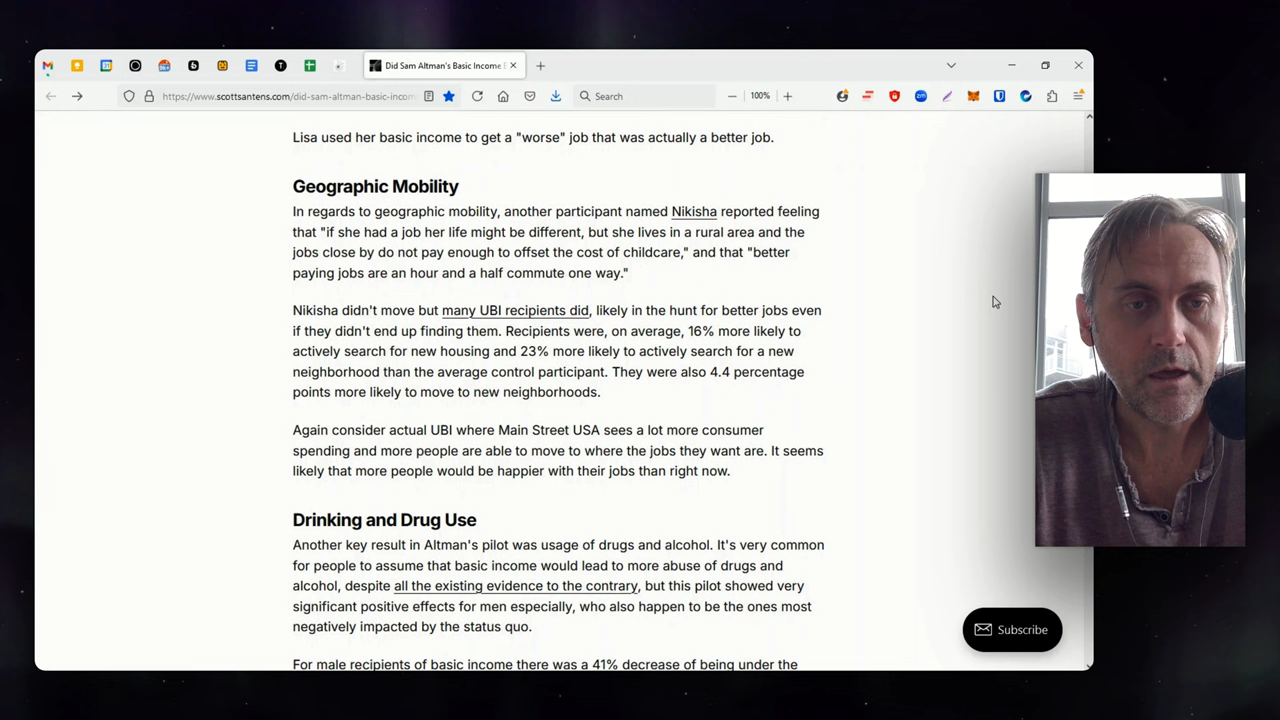 Did Sam Altman's Basic Income
https://www.scottsantens.com/did-sam-altman-basic-incom
Search
100%
Lisa used her basic income to get a "worse" job that was actually a better job.
Geographic Mobility
In regards to geographic mobility, another participant named Nikisha reported feeling
that "if she had a job her life might be different, but she lives in a rural area and the
jobs close by do not pay enough to offset the cost of childcare," and that "better
paying jobs are an hour and a half commute one way."
Nikisha didn't move but many UBI recipients did, likely in the hunt for better jobs even
if they didn't end up finding them. Recipients were, on average, 16% more likely to
actively search for new housing and 23% more likely to actively search for a new
neighborhood than the average control participant. They were also 4.4 percentage
points more likely to move to new neighborhoods.
Again consider actual UBI where Main Street USA sees a lot more consumer
spending and more people are able to move to where the jobs they want are. It seems
likely that more people would be happier with their jobs than right now.
Drinking and Drug Use
Another key result in Altman's pilot was usage of drugs and alcohol. It's very common
for people to assume that basic income would lead to more abuse of drugs and
alcohol, despite all the existing evidence to the contrary, but this pilot showed very
significant positive effects for men especially, who also happen to be the ones most
negatively impacted by the status quo.
For male recipients of basic income there was a 41% decrease of being under the
Subscribe